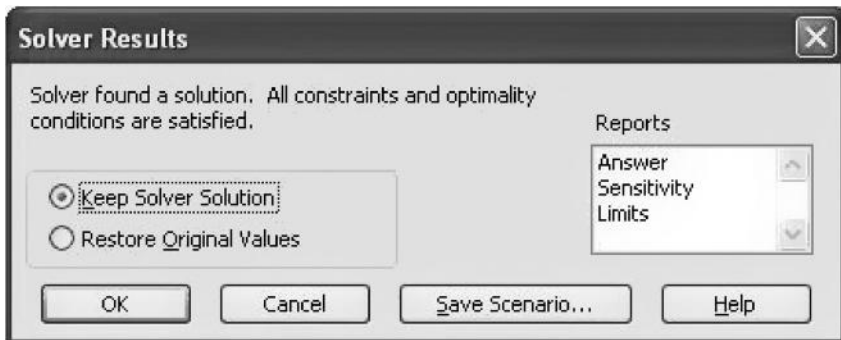 Solver Results
Solver found a solution. All constraints and optimality
conditions are satisfied.
Reports
Answer
Sensitivity
Limits
Keep Solver Solution
Restore Original Values
OK
Cancel
Save Scenario...
Help